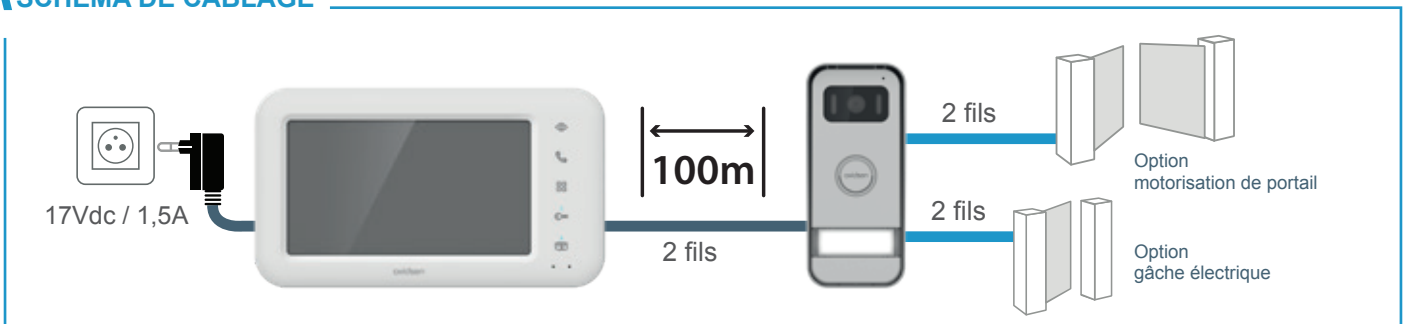 SCHÉMA DE CÂBLAGE
17Vdc / 1,5A
100m
2 fils
2 fils
Option
motorisation de portail
2 fils
Option
gâche électrique